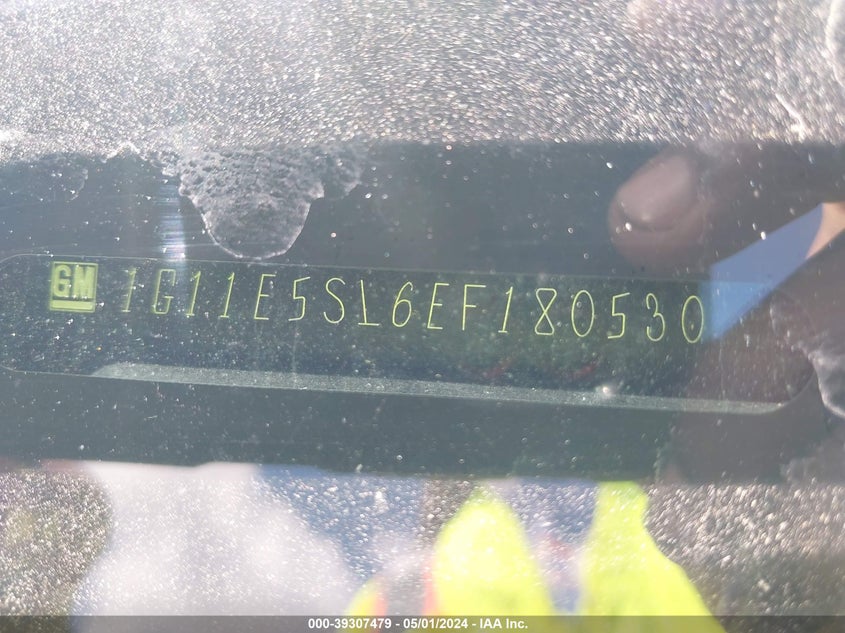 GM 1G11E5SL6EF180530
000-39307479 - 05/01/2024 - IAA Inc.